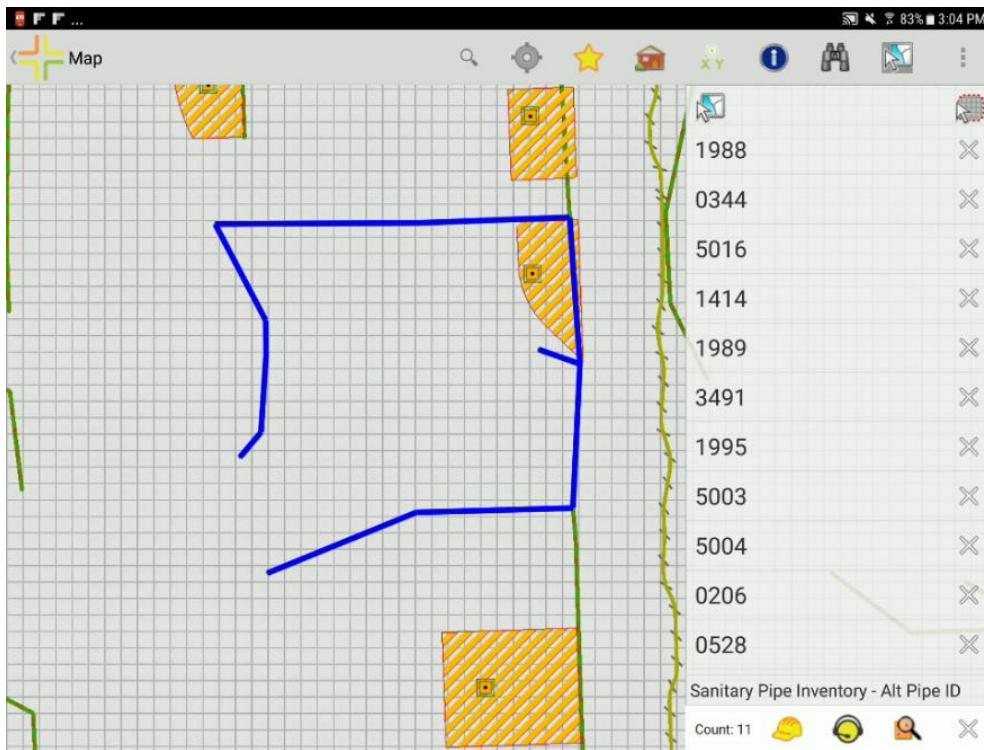 83% 3:04 PM
Map
X Y
1988
0344
5016
1414
1989
3491
1995
5003
5004
0206
0528
Sanitary Pipe Inventory - Alt Pipe ID
Count: 11